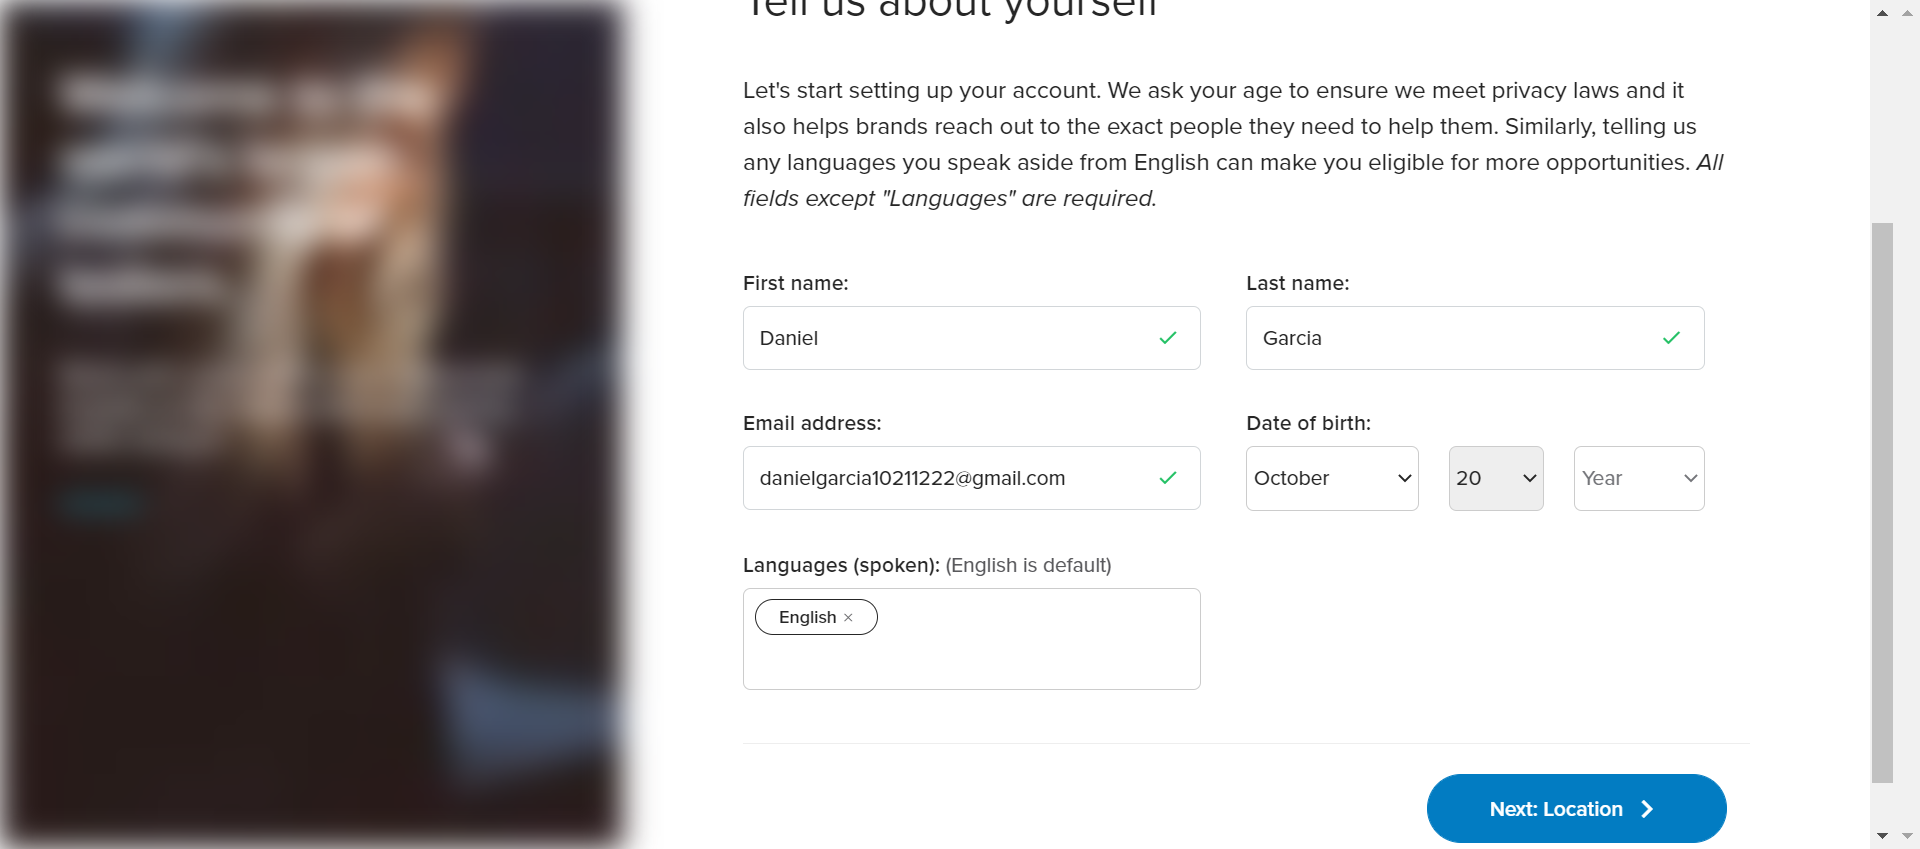 Tell us about yourself
Let's start setting up your account. We ask your age to ensure we meet privacy laws and it
also helps brands reach out to the exact people they need to help them. Similarly, telling us
any languages you speak aside from English can make you eligible for more opportunities. All
fields except "Languages" are required.
First name:
Last name:
Daniel
Garcia
Email address:
Date of birth:
danielgarcia10211222@gmail.com
October
20
Year
Languages (spoken): (English is default)
English ×
Next: Location